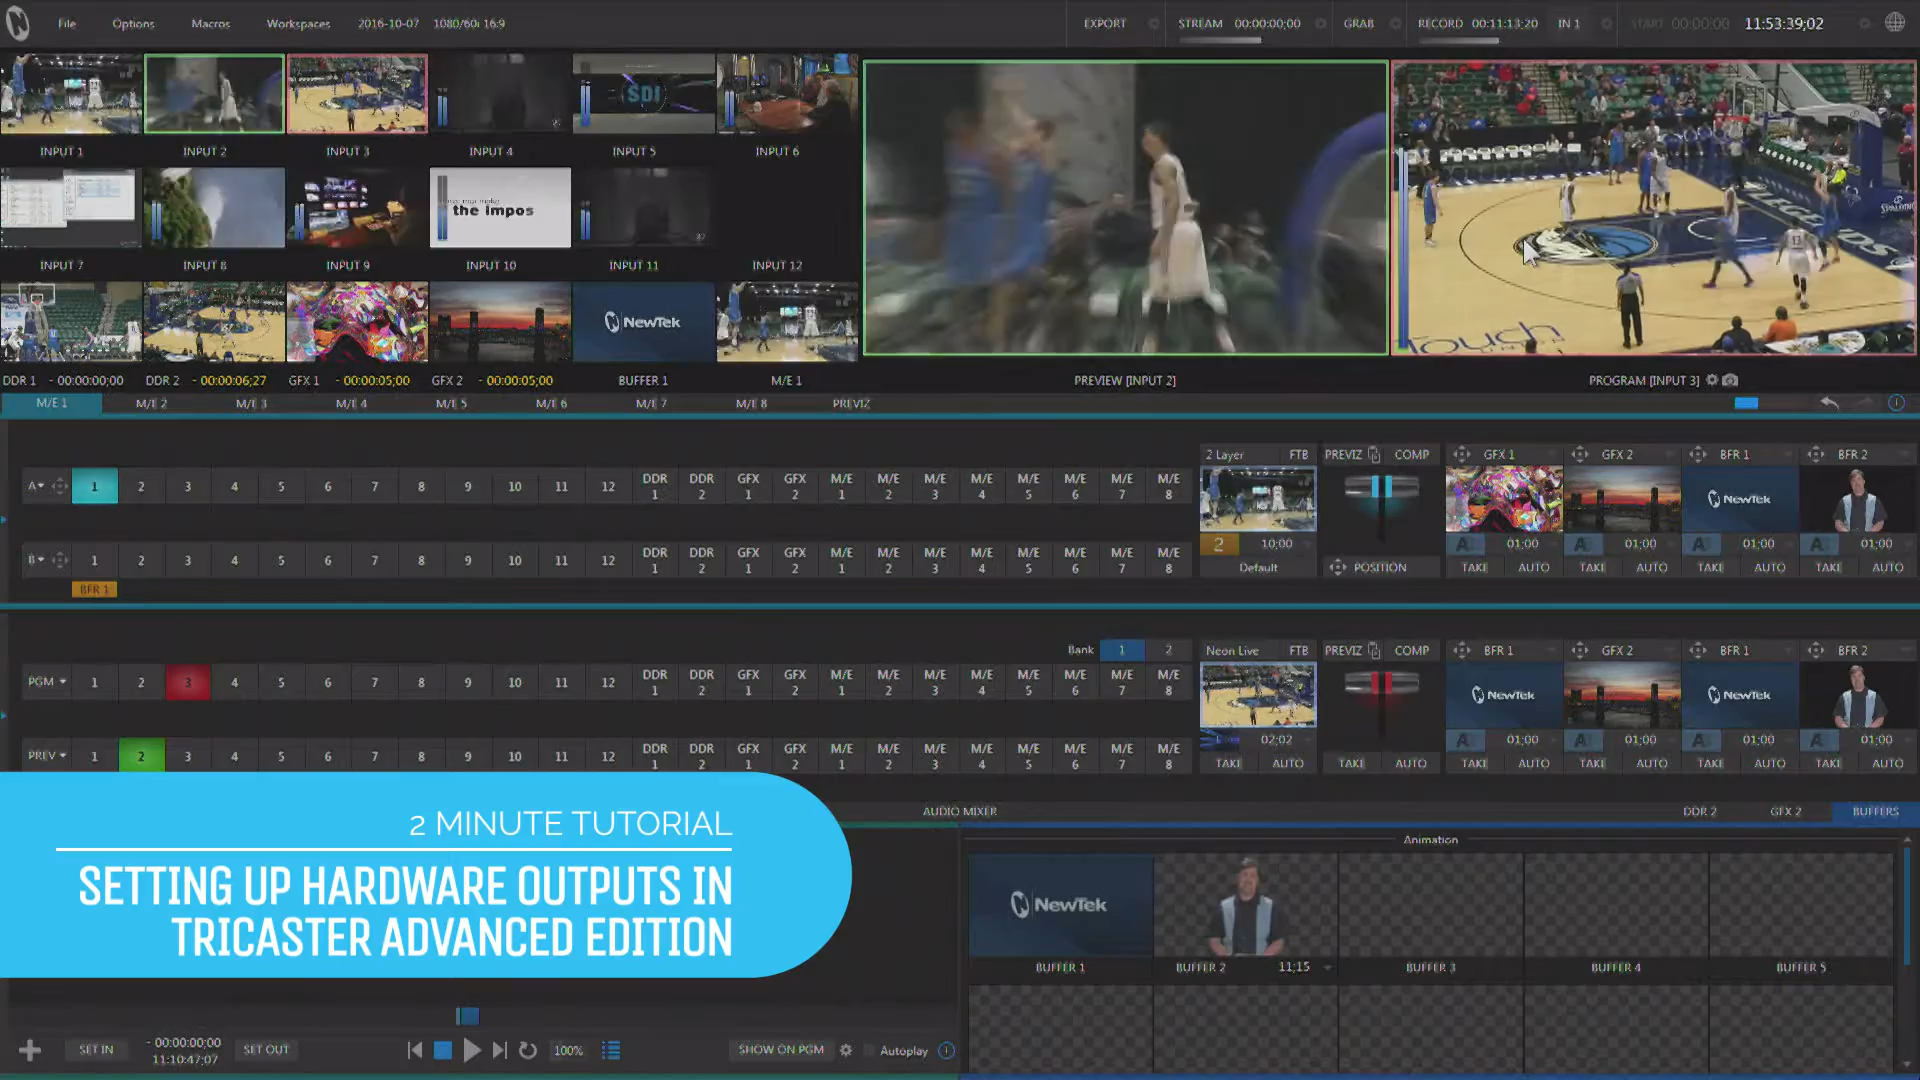 File Options Macros Workspaces 2016-10-07 1080/60i 16:9 EXPORT STREAM 00:00:00;00 GRAB RECORD 00:11:13:20 IN 1 START 00:00:00 11:53:39;02
SDI
INPUT 1 INPUT 2 INPUT 3 INPUT 4 INPUT 5 INPUT 6
the impos
INPUT 7 INPUT 8 INPUT 9 INPUT 10 INPUT 11 INPUT 12
NewTek
DDR 1 - 00:00:00;00 DDR 2 - 00:00:06;27 GFX 1 - 00:00:05;00 GFX 2 - 00:00:05;00 BUFFER 1 M/E 1 PREVIEW [INPUT 2] PROGRAM [INPUT 3]
M/E 1 M/E 2 M/E 3 M/E 4 M/E 5 M/E 6 M/E 7 M/E 8 PREVIZ
2 Layer FTB PREVIZ COMP GFX 1 GFX 2 BFR 1 BFR 2
A 1 2 3 4 5 6 7 8 9 10 11 12 DDR 1 DDR 2 GFX 1 GFX 2 M/E 1 M/E 2 M/E 3 M/E 4 M/E 5 M/E 6 M/E 7 M/E 8
NewTek
2 10;00 01;00 01;00 01;00 01;00
B 1 2 3 4 5 6 7 8 9 10 11 12 DDR 1 DDR 2 GFX 1 GFX 2 M/E 1 M/E 2 M/E 3 M/E 4 M/E 5 M/E 6 M/E 7 M/E 8
Default POSITION TAKE AUTO TAKE AUTO TAKE AUTO TAKE AUTO
BFR 1
Bank 1 2 Neon Live FTB PREVIZ COMP BFR 1 GFX 2 BFR 1 BFR 2
PGM 1 2 3 4 5 6 7 8 9 10 11 12 DDR 1 DDR 2 GFX 1 GFX 2 M/E 1 M/E 2 M/E 3 M/E 4 M/E 5 M/E 6 M/E 7 M/E 8
NewTek NewTek
02;02 01;00 01;00 01;00 01;00
PREV 1 2 3 4 5 6 7 8 9 10 11 12 DDR 1 DDR 2 GFX 1 GFX 2 M/E 1 M/E 2 M/E 3 M/E 4 M/E 5 M/E 6 M/E 7 M/E 8
TAKE AUTO TAKE AUTO TAKE AUTO TAKE AUTO TAKE AUTO TAKE AUTO
AUDIO MIXER DDR 2 GFX 2 BUFFERS
2 MINUTE TUTORIAL
SETTING UP HARDWARE OUTPUTS IN
TRICASTER ADVANCED EDITION
Animation
NewTek
BUFFER 1 BUFFER 2 11;15 BUFFER 3 BUFFER 4 BUFFER 5
SET IN - 00:00:00;00 SET OUT 100% SHOW ON PGM Autoplay
11:10:47;07